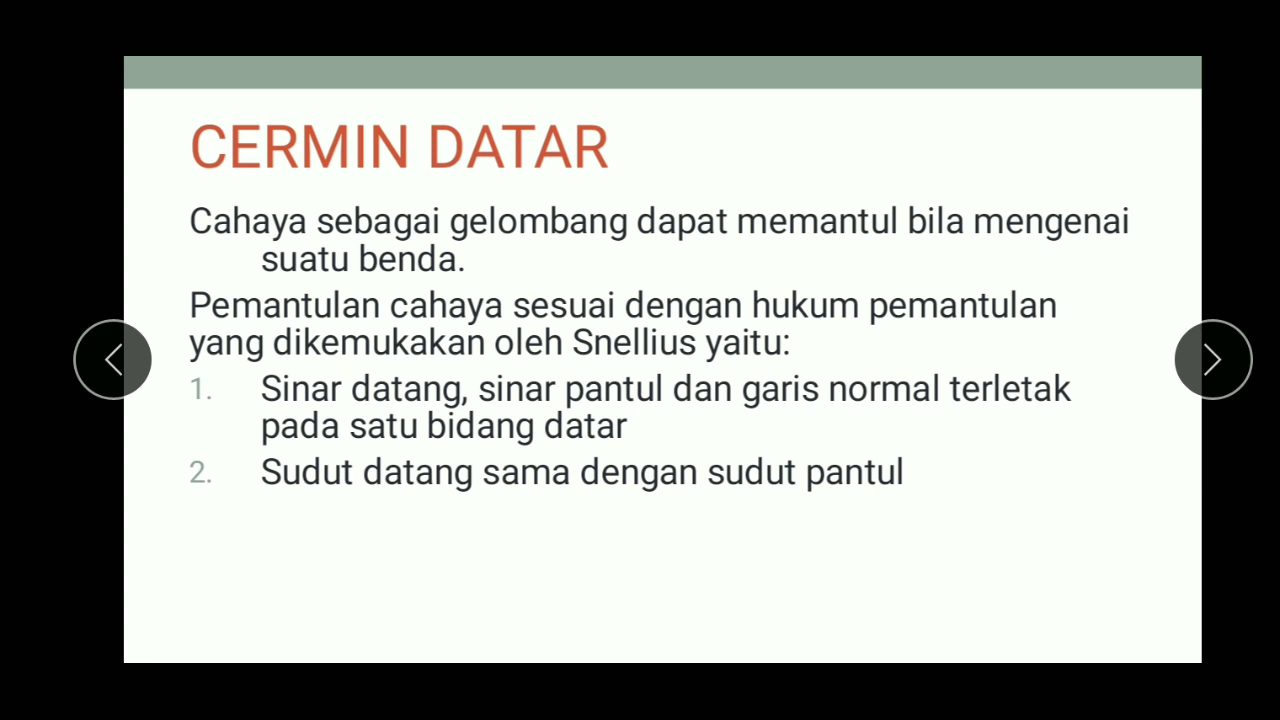 CERMIN DATAR
Cahaya sebagai gelombang dapat memantul bila mengenai
suatu benda.
Pemantulan cahaya sesuai dengan hukum pemantulan
yang dikemukakan oleh Snellius yaitu:
1. Sinar datang, sinar pantul dan garis normal terletak
pada satu bidang datar
2. Sudut datang sama dengan sudut pantul